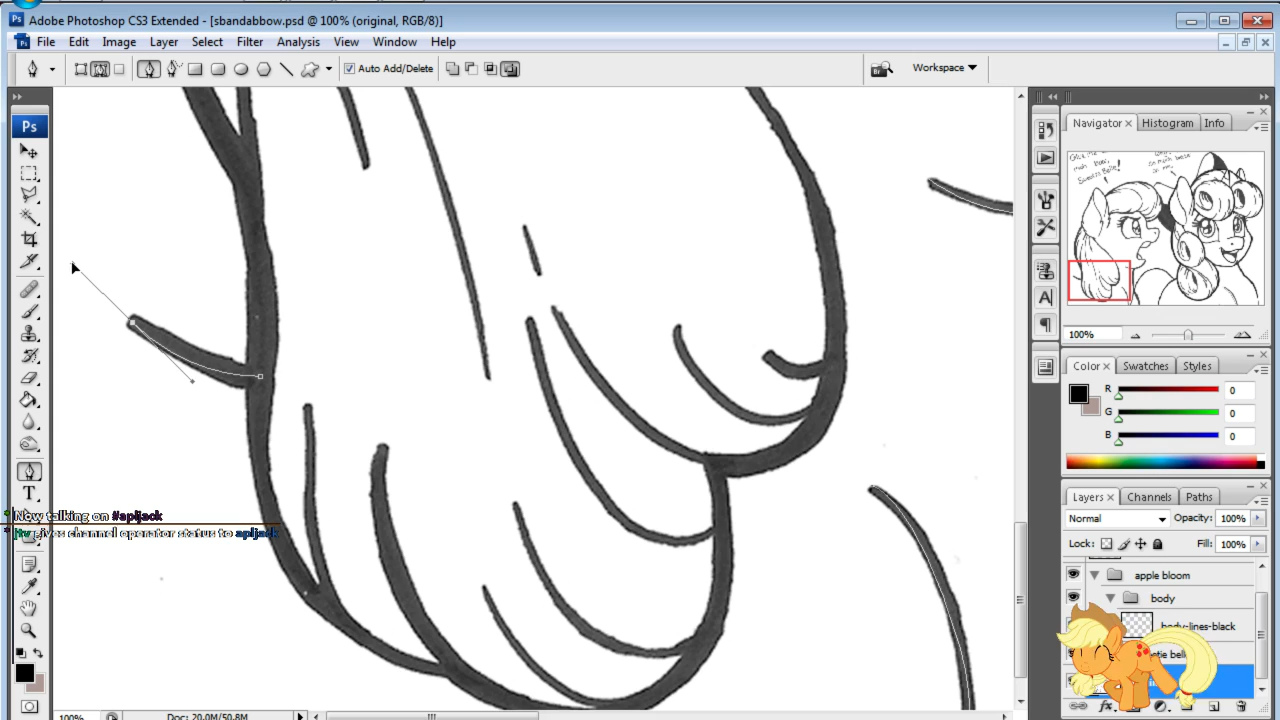 Adobe Photoshop CS3 Extended - [sbandabbow.psd @ 100% (original, RGB/8)]
File Edit Image Layer Select Filter Analysis View Window Help
Auto Add/Delete
Workspace
Ps
Navigator Histogram Info
100%
Color Swatches Styles
R 0
G 0
B 0
Layers Channels Paths
Normal Opacity: 100%
Lock: Fill: 100%
apple bloom
body
body-lines-black
Now talking on #apljack
gives channel operator status to apljack
100% Doc: 20.0M/50.8M